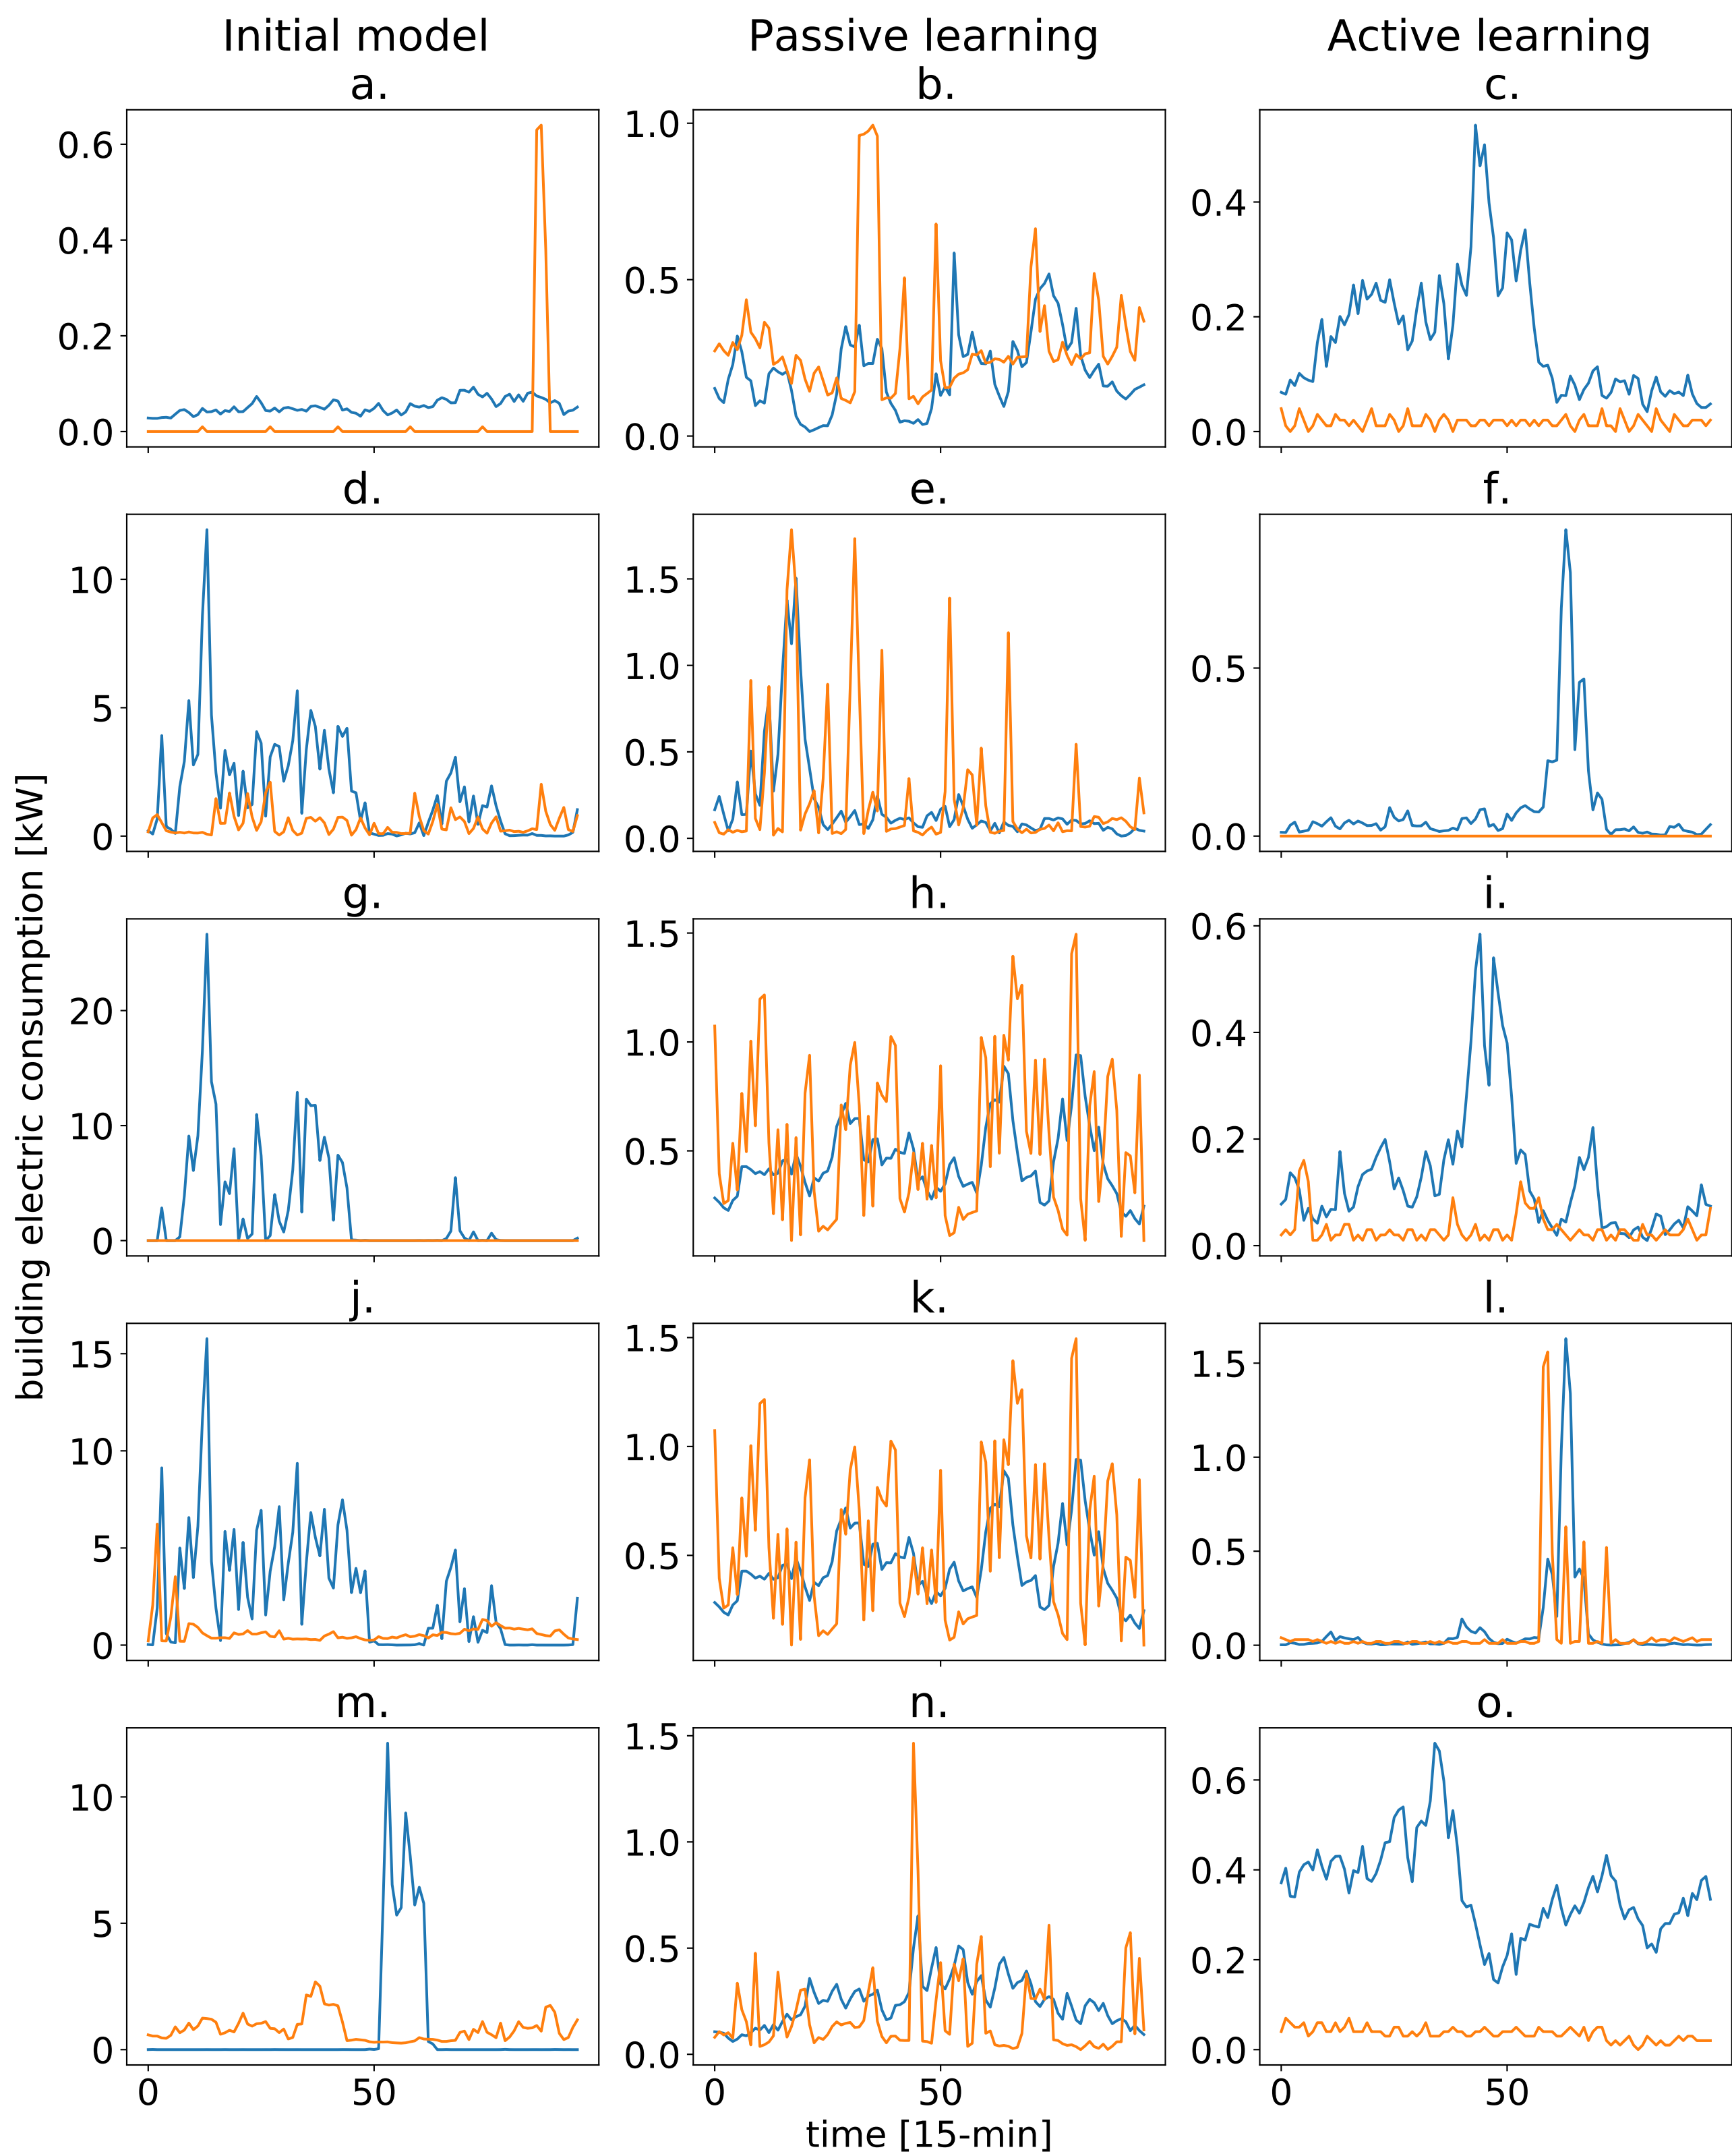 Initial model Passive learning Active learning
a. b. c.
0.6 1.0
0.4 0.5 0.4
0.2 0.2
0.0 0.0 0.0
d. e. f.
10 1.5
5 1.0 0.5
0.5
0 0.0 0.0
g. h. i.
1.5 0.6
20 1.0 0.4
10 0.5 0.2
0 0.0
j. k. l.
15 1.5 1.5
10 1.0 1.0
5 0.5 0.5
0 0.0
m. n. o.
1.5
10 1.0 0.6
5 0.5 0.4
0.2
0 0.0 0.0
0 50 0 50 0 50
time [15-min]
building electric consumption [kW]